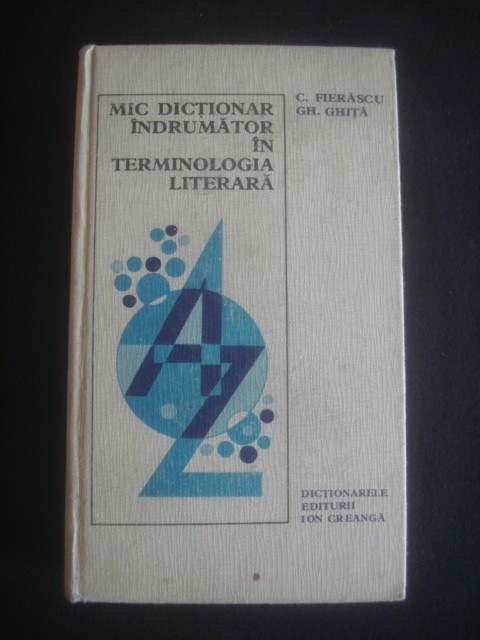 MIC DICȚIONAR
ÎNDRUMĂTOR
ÎN
TERMINOLOGIA
LITERARĂ
C. FIERĂSCU
GH. GHIȚĂ
A
Z
DICȚIONARELE
EDITURII
ION CREANGĂ